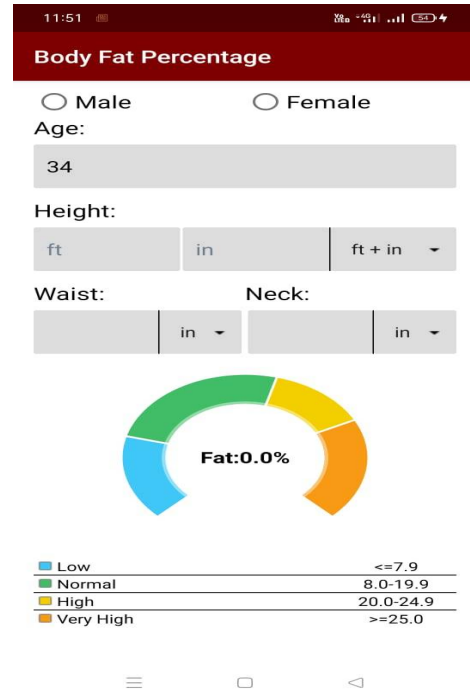 11:51 4G 54
Body Fat Percentage
Male Female
Age:
34
Height:
ft in ft + in
Waist: Neck:
in in
Fat:0.0%
Low <=7.9
Normal 8.0-19.9
High 20.0-24.9
Very High >=25.0